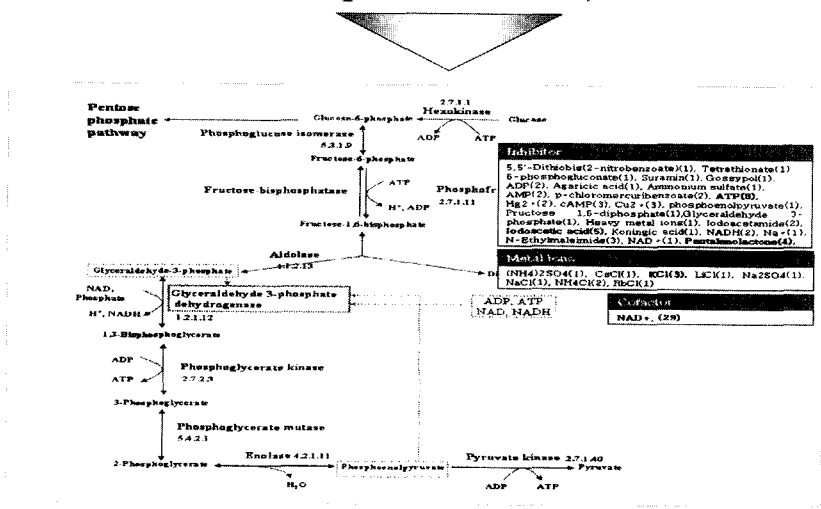 2.7.1.1
Hexokinase
Pentose
phosphate
pathway
Glucose-6-phosphate
Glucose
ADP
ATP
Phosphoglucose isomerase
5.3.1.9
Fructose-6-phosphate
Fructose-bisphosphatase
ATP
H+, ADP
Phosphofr
2.7.1.11
Fructose-1,6-bisphosphate
Inhibitor
5,5'-Dithiobis(2-nitrobenzoate)(1), Tetrathionate(1)
6-phosphogluconate(1), Suramin(1), Gossypol(1),
ADP(2), Agaricic acid(1), Ammonium sulfate(1),
AMP(2), p-chloromercuribenzoate(2), ATP(8),
Hg2+(2), cAMP(3), Cu2+(3), phosphoenolpyruvate(1),
Fructose 1,6-diphosphate(1),Glyceraldehyde 3-
phosphate(1), Heavy metal ions(1), Iodoacetamide(2),
Iodoacetic acid(5), Koningic acid(1), NADH(2), Na+(1),
N-Ethylmaleimide(3), NAD+(1), Pentalenolactone(4),
Metal ions
(NH4)2SO4(1), CsCl(1), KCl(3), LiCl(1), Na2SO4(1),
NaCl(1), NH4Cl(2), RbCl(1)
Cofactor
NAD+, (29)
Aldolase
4.1.2.13
Glyceraldehyde-3-phosphate
NAD,
Phosphate
H+, NADH
Glyceraldehyde 3-phosphate
dehydrogenase
1.2.1.12
ADP, ATP
NAD, NADH
1,3-Bisphosphoglycerate
ADP
ATP
Phosphoglycerate kinase
2.7.2.3
3-Phosphoglycerate
Phosphoglycerate mutase
5.4.2.1
2-Phosphoglycerate
Enolase 4.2.1.11
H2O
Phosphoenolpyruvate
Pyruvate kinase 2.7.1.40
ADP
ATP
Pyruvate